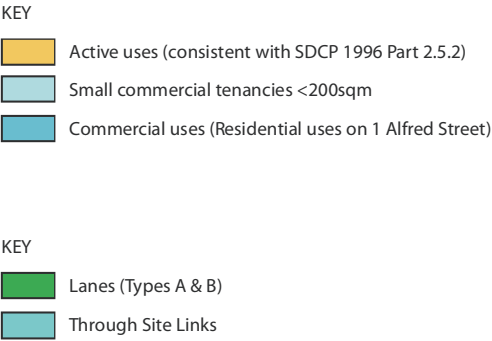 KEY
Active uses (consistent with SDCP 1996 Part 2.5.2)
Small commercial tenancies <200sqm
Commercial uses (Residential uses on 1 Alfred Street)
KEY
Lanes (Types A & B)
Through Site Links